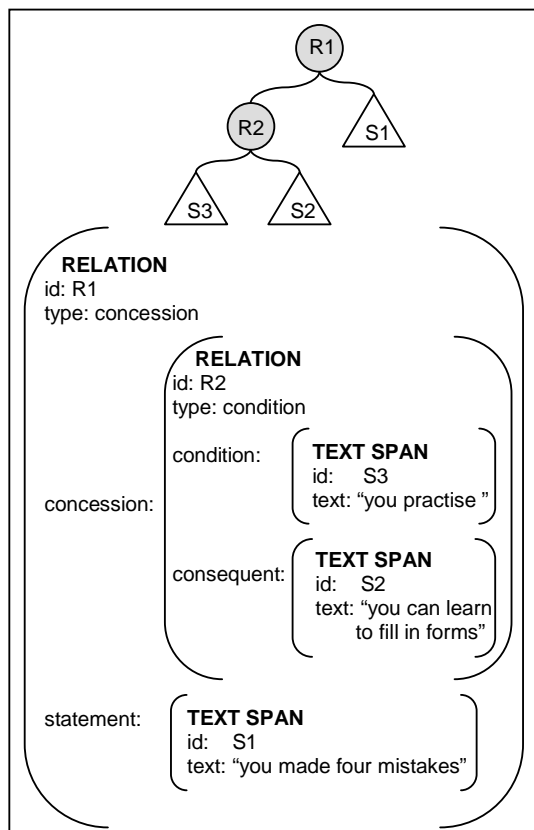 R1
R2
S1
S3
S2
RELATION
id: R1
type: concession
RELATION
id: R2
type: condition
condition:
TEXT SPAN
id: S3
text: “you practise ”
concession:
consequent:
TEXT SPAN
id: S2
text: “you can learn
to fill in forms”
statement:
TEXT SPAN
id: S1
text: “you made four mistakes”